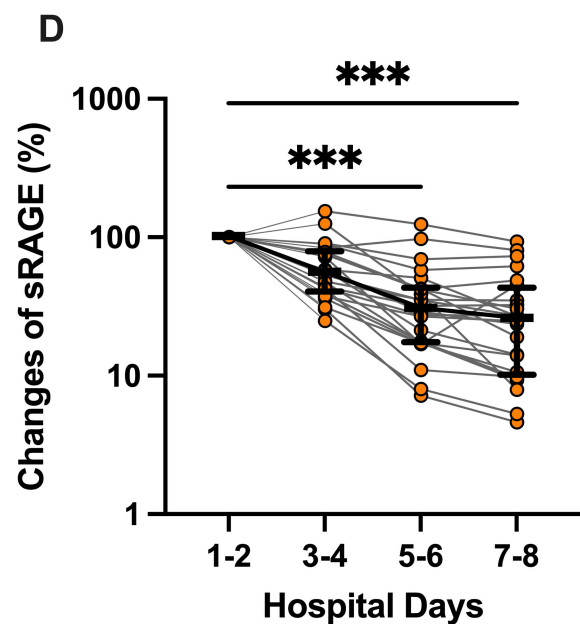 D
***
***
Changes of sRAGE (%)
1000
100
10
1
1-2 3-4 5-6 7-8
Hospital Days